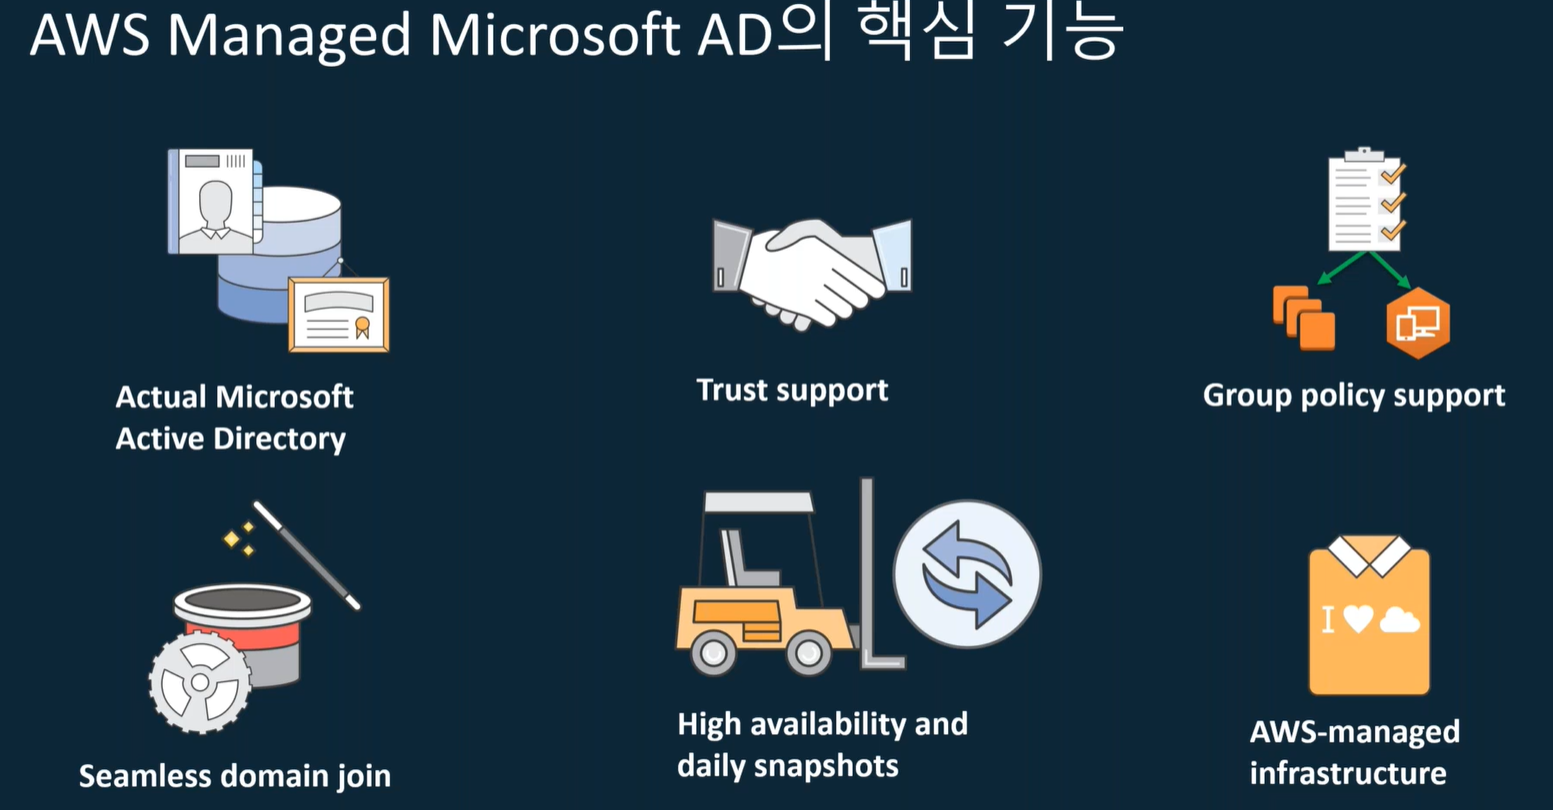 AWS Managed Microsoft AD의 핵심 기능
Actual Microsoft
Active Directory
Trust support
Group policy support
Seamless domain join
High availability and
daily snapshots
I
AWS-managed
infrastructure